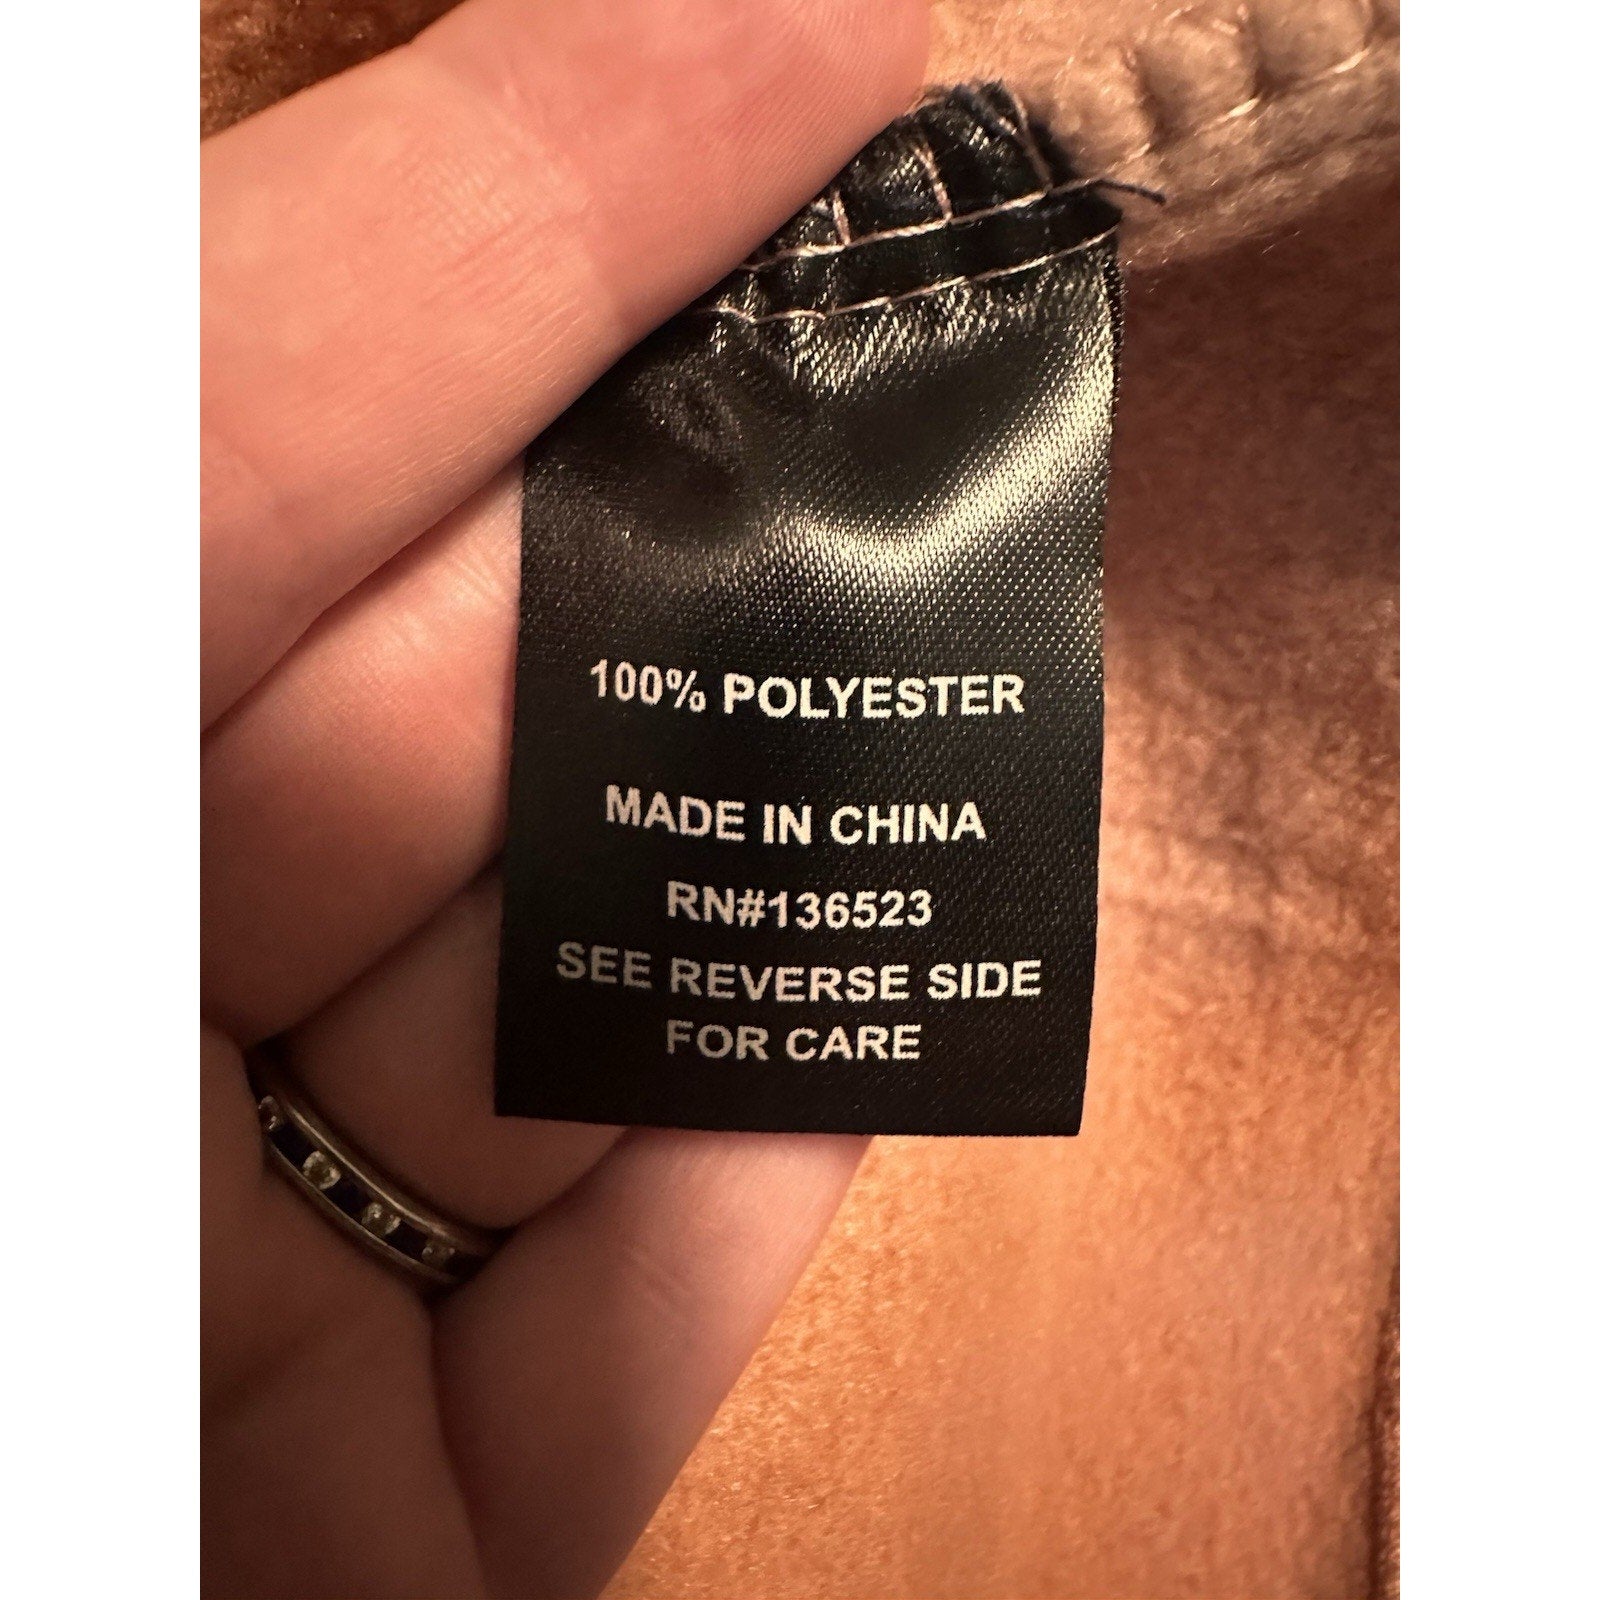 100% POLYESTER
MADE IN CHINA
RN#136523
SEE REVERSE SIDE
FOR CARE